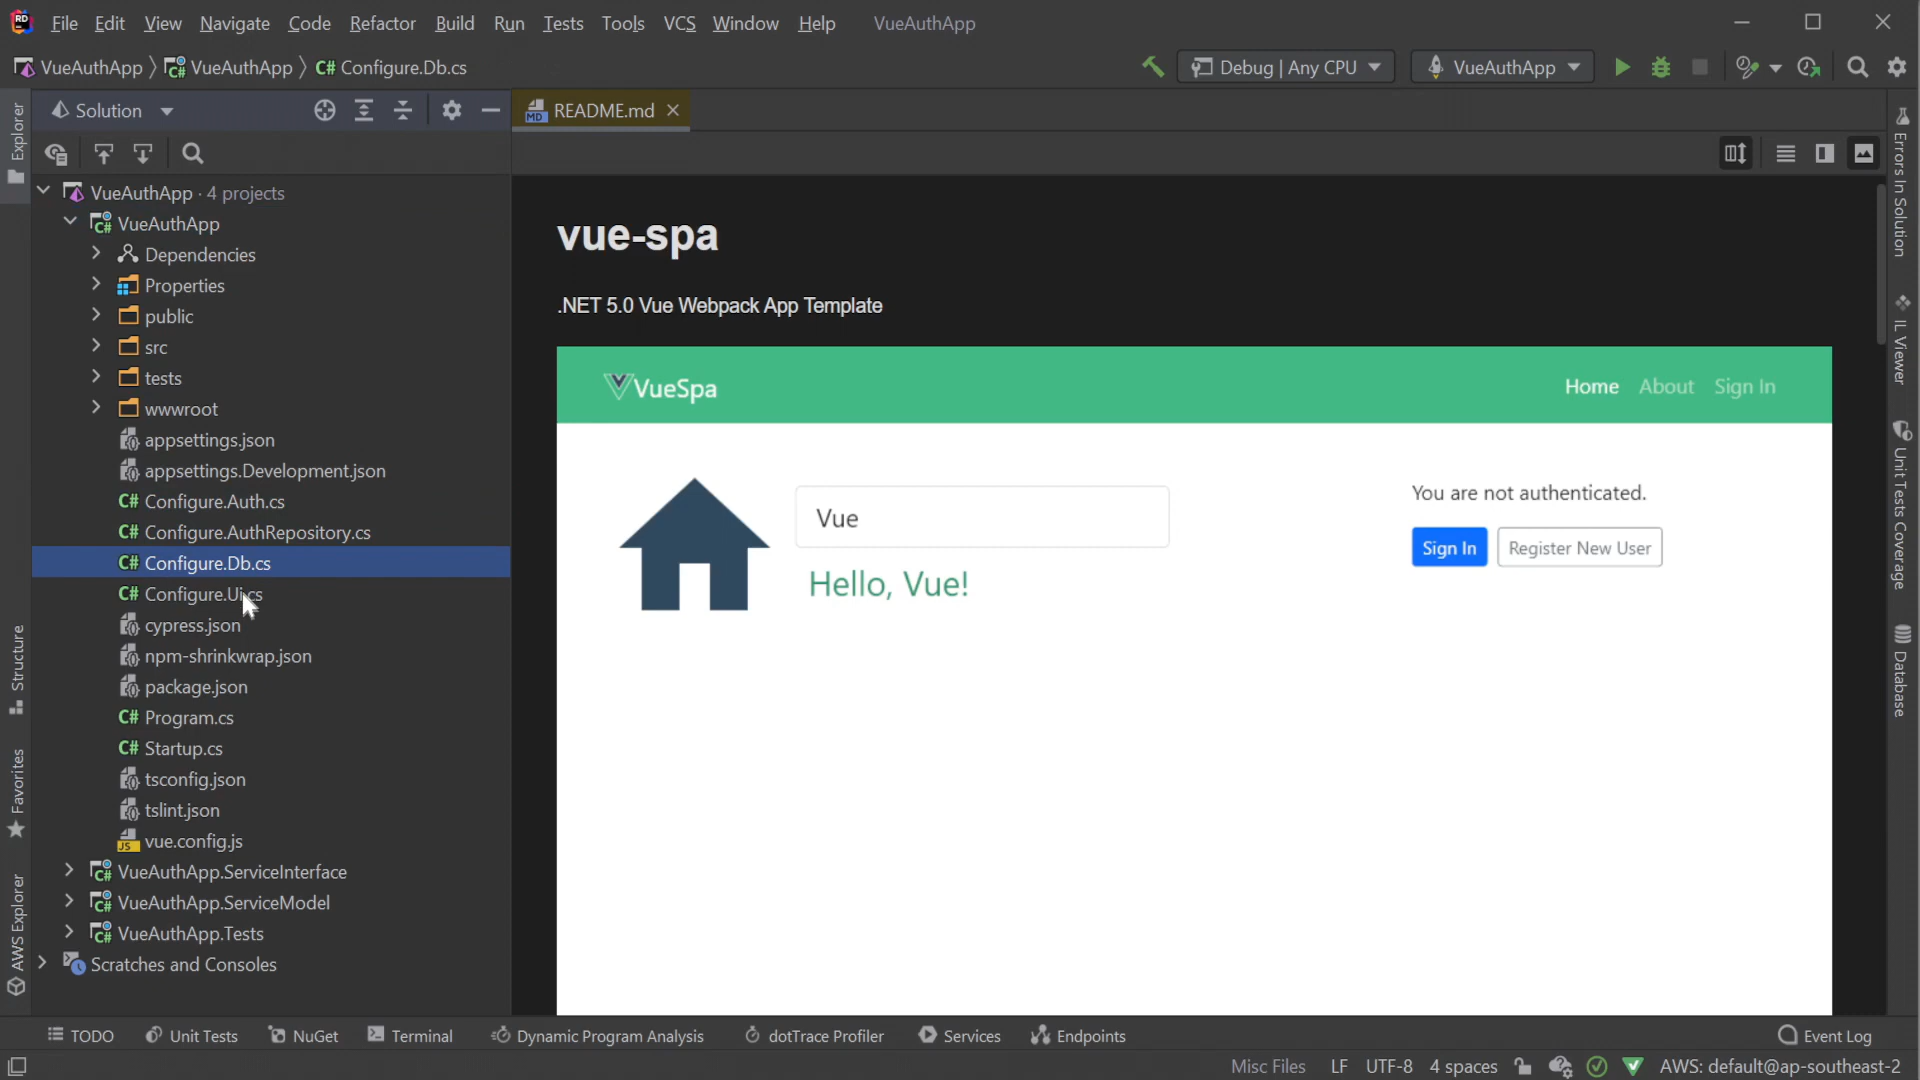 File Edit View Navigate Code Refactor Build Run Tests Tools VCS Window Help VueAuthApp
VueAuthApp VueAuthApp C# Configure.Db.cs
Debug | Any CPU
VueAuthApp
Explorer
Solution
README.md
VueAuthApp · 4 projects
VueAuthApp
Dependencies
Properties
public
src
tests
wwwroot
appsettings.json
appsettings.Development.json
C# Configure.Auth.cs
C# Configure.AuthRepository.cs
C# Configure.Db.cs
C# Configure.Ui.cs
cypress.json
npm-shrinkwrap.json
package.json
C# Program.cs
C# Startup.cs
tsconfig.json
tslint.json
vue.config.js
VueAuthApp.ServiceInterface
VueAuthApp.ServiceModel
VueAuthApp.Tests
Scratches and Consoles
Structure
Favorites
AWS Explorer
vue-spa
.NET 5.0 Vue Webpack App Template
VueSpa
Home About Sign In
Vue
Hello, Vue!
You are not authenticated.
Sign In Register New User
Errors In Solution
IL Viewer
Unit Tests Coverage
Database
TODO Unit Tests NuGet Terminal Dynamic Program Analysis dotTrace Profiler Services Endpoints Event Log
Misc Files LF UTF-8 4 spaces AWS: default@ap-southeast-2